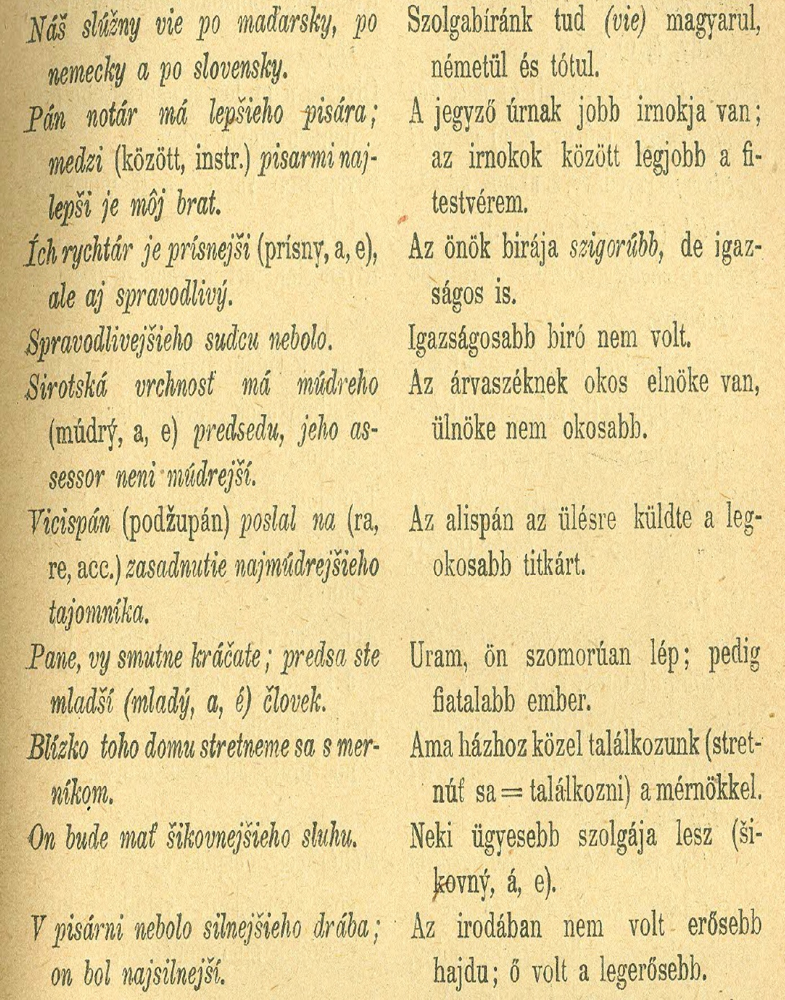 Náš slúžny vie po maďarsky, po
nemecky a po slovensky.
Pán notár má lepšieho pisára;
medzi (között, instr.) pisarmi naj-
lepši je môj brat.
Ích rychtár je prísnejši (prísny, a, e),
ale aj spravodlivý.
Spravodlivejšieho sudcu nebolo.
Sirotská vrchnosť má múdreho
(múdrý, a, e) predsedu, jeho as-
sessor neni múdrejší.
Vicispán (podžupán) poslal na (ra,
re, acc.) zasadnutie najmúdrejšieho
tajomníka.
Pane, vy smutne kráčate; predsa ste
mladší (mladý, a, é) človek.
Blízko toho domu stretneme sa s mer-
níkom.
On bude mať šikovnejšieho sluhu.
V pisárni nebolo silnejšieho drába;
on bol najsilnejší.
Szolgabíránk tud (vie) magyarul,
németül és tótul.
A jegyző úrnak jobb irnokja van;
az irnokok között legjobb a fi-
testvérem.
Az önök birája szigorúbb, de igaz-
ságos is.
Igazságosabb biró nem volt.
Az árvaszéknek okos elnöke van,
ülnöke nem okosabb.
Az alispán az ülésre küldte a leg-
okosabb titkárt.
Uram, ön szomorúan lép; pedig
fiatalabb ember.
Ama házhoz közel találkozunk (stret-
núť sa = találkozni) a mérnökkel.
Neki ügyesebb szolgája lesz (ši-
kovný, á, e).
Az irodában nem volt erősebb
hajdu; ő volt a legerősebb.